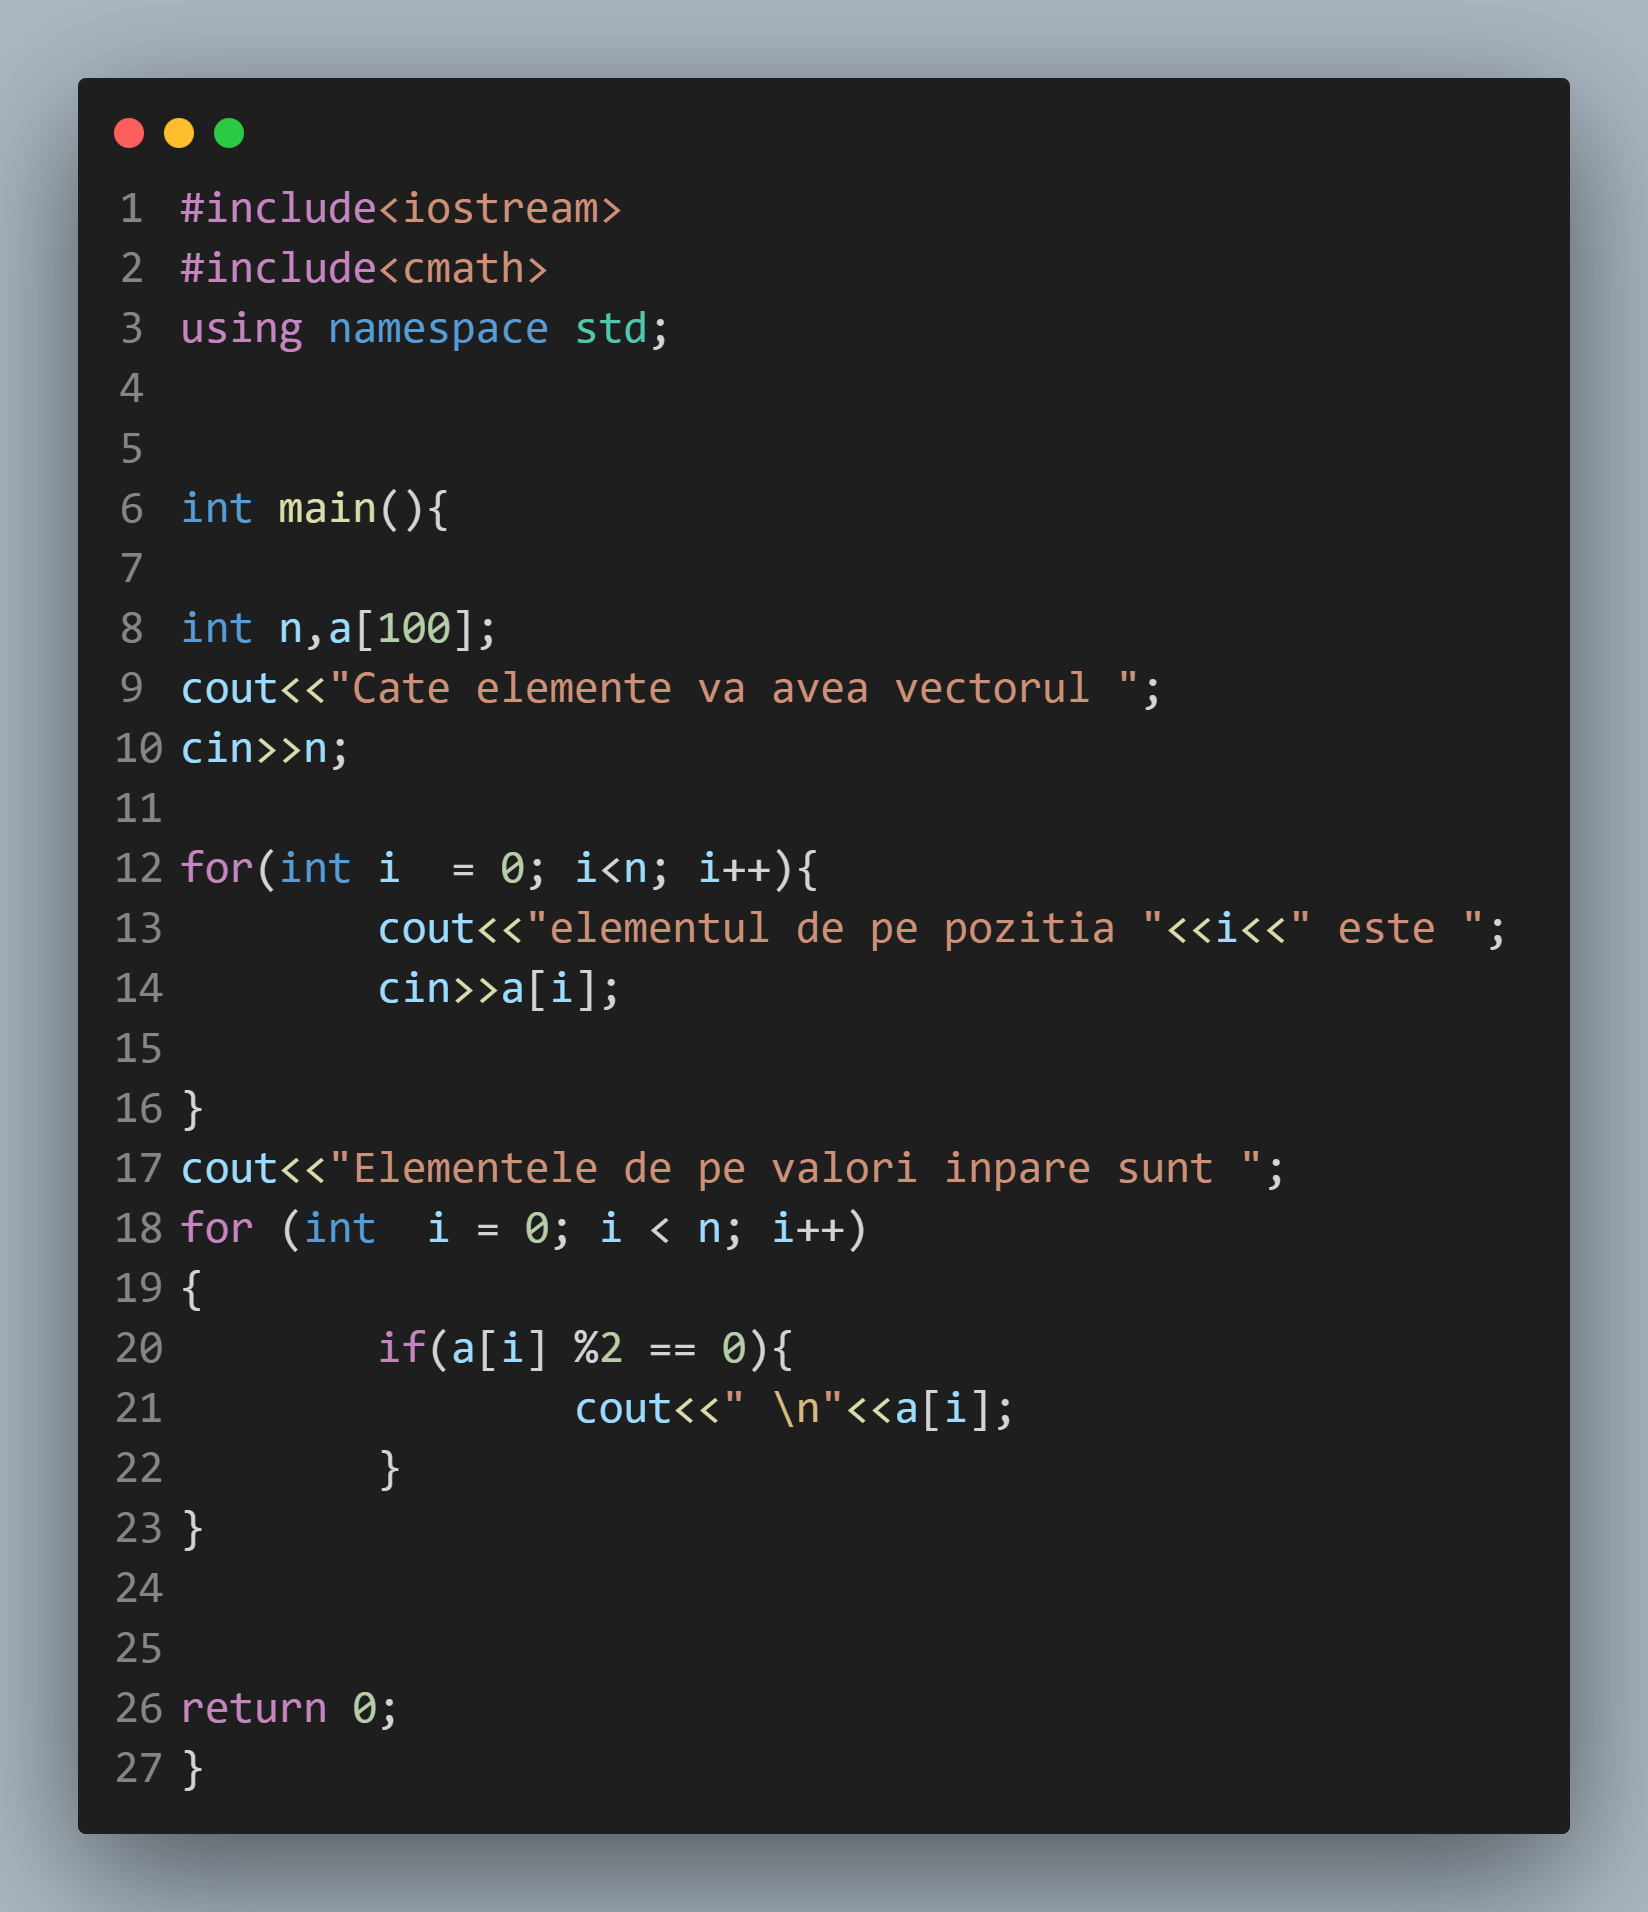 1 #include<iostream>
2 #include<cmath>
3 using namespace std;
4
5
6 int main(){
7
8 int n,a[100];
9 cout<<"Cate elemente va avea vectorul ";
10 cin>>n;
11
12 for(int i  = 0; i<n; i++){
13         cout<<"elementul de pe pozitia "<<i<<" este ";
14         cin>>a[i];
15
16 }
17 cout<<"Elementele de pe valori inpare sunt ";
18 for (int  i = 0; i < n; i++)
19 {
20         if(a[i] %2 == 0){
21                 cout<<" \n"<<a[i];
22         }
23 }
24
25
26 return 0;
27 }